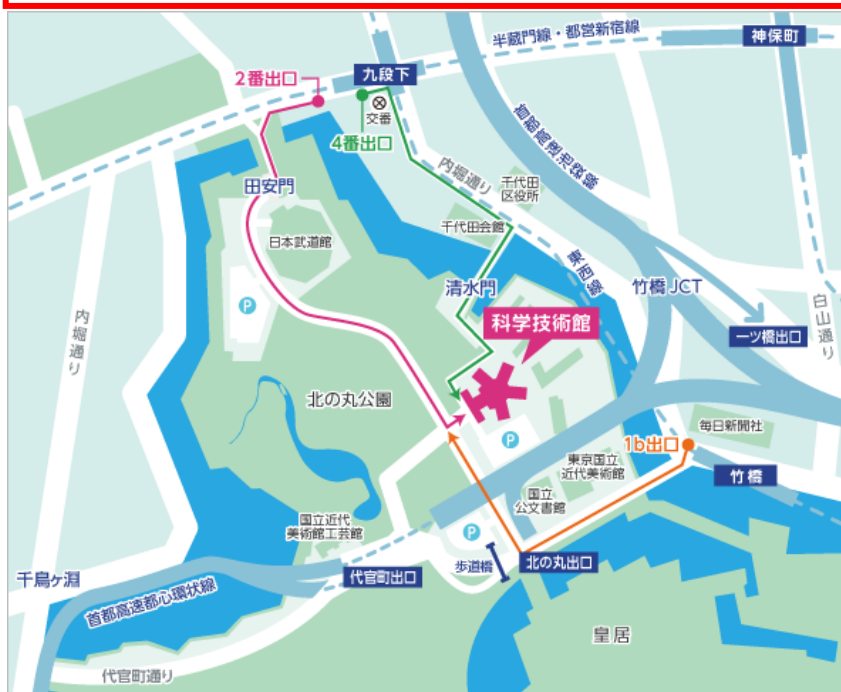 半蔵門線・都営新宿線
神保町
2番出口
九段下
交番
4番出口
首都高速池袋線
内堀通り
千代田
区役所
田安門
千代田会館
日本武道館
東西線
清水門
竹橋JCT
P
白山通り
内堀通り
科学技術館
一ツ橋出口
北の丸公園
毎日新聞社
1b出口
P
東京国立
近代美術館
竹橋
国立
公文書館
国立近代
美術館工芸館
P
千鳥ヶ淵
代官町出口
歩道橋
北の丸出口
首都高速都心環状線
皇居
代官町通り